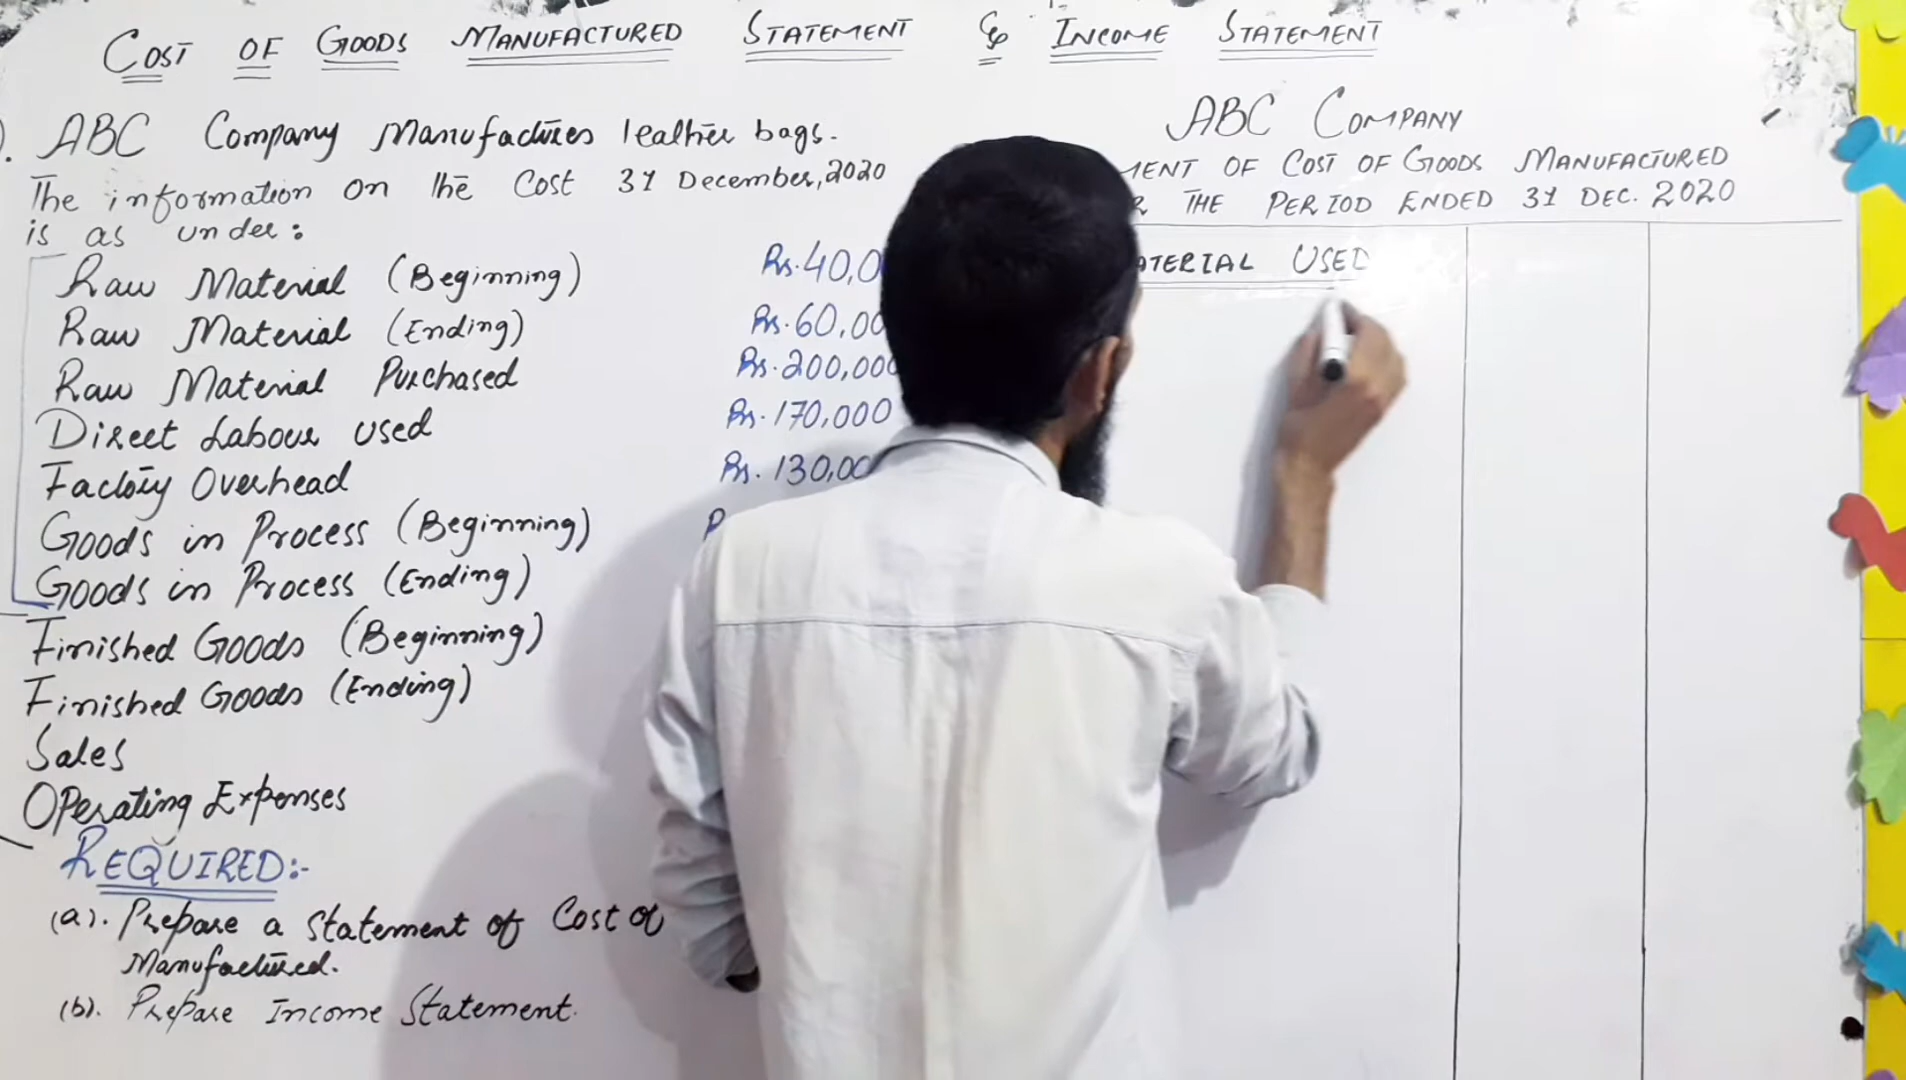 COST OF GOODS MANUFACTURED STATEMENT & INCOME STATEMENT
ABC Company Manufactures leather bags.
The information on the Cost 31 December, 2020
is as under:
Raw Material (Beginning) Rs. 40,0
Raw Material (Ending) Rs. 60,00
Raw Material Purchased Rs. 200,000
Direct Labour used Rs. 170,000
Factory Overhead Rs. 130,00
Goods in Process (Beginning)
Goods in Process (Ending)
Finished Goods (Beginning)
Finished Goods (Ending)
Sales
Operating Expenses
REQUIRED:-
(a). Prepare a Statement of Cost of
Manufactured.
(b). Prepare Income Statement.
ABC COMPANY
MENT OF COST OF GOODS MANUFACTURED
R THE PERIOD ENDED 31 DEC. 2020
ATERIAL USED